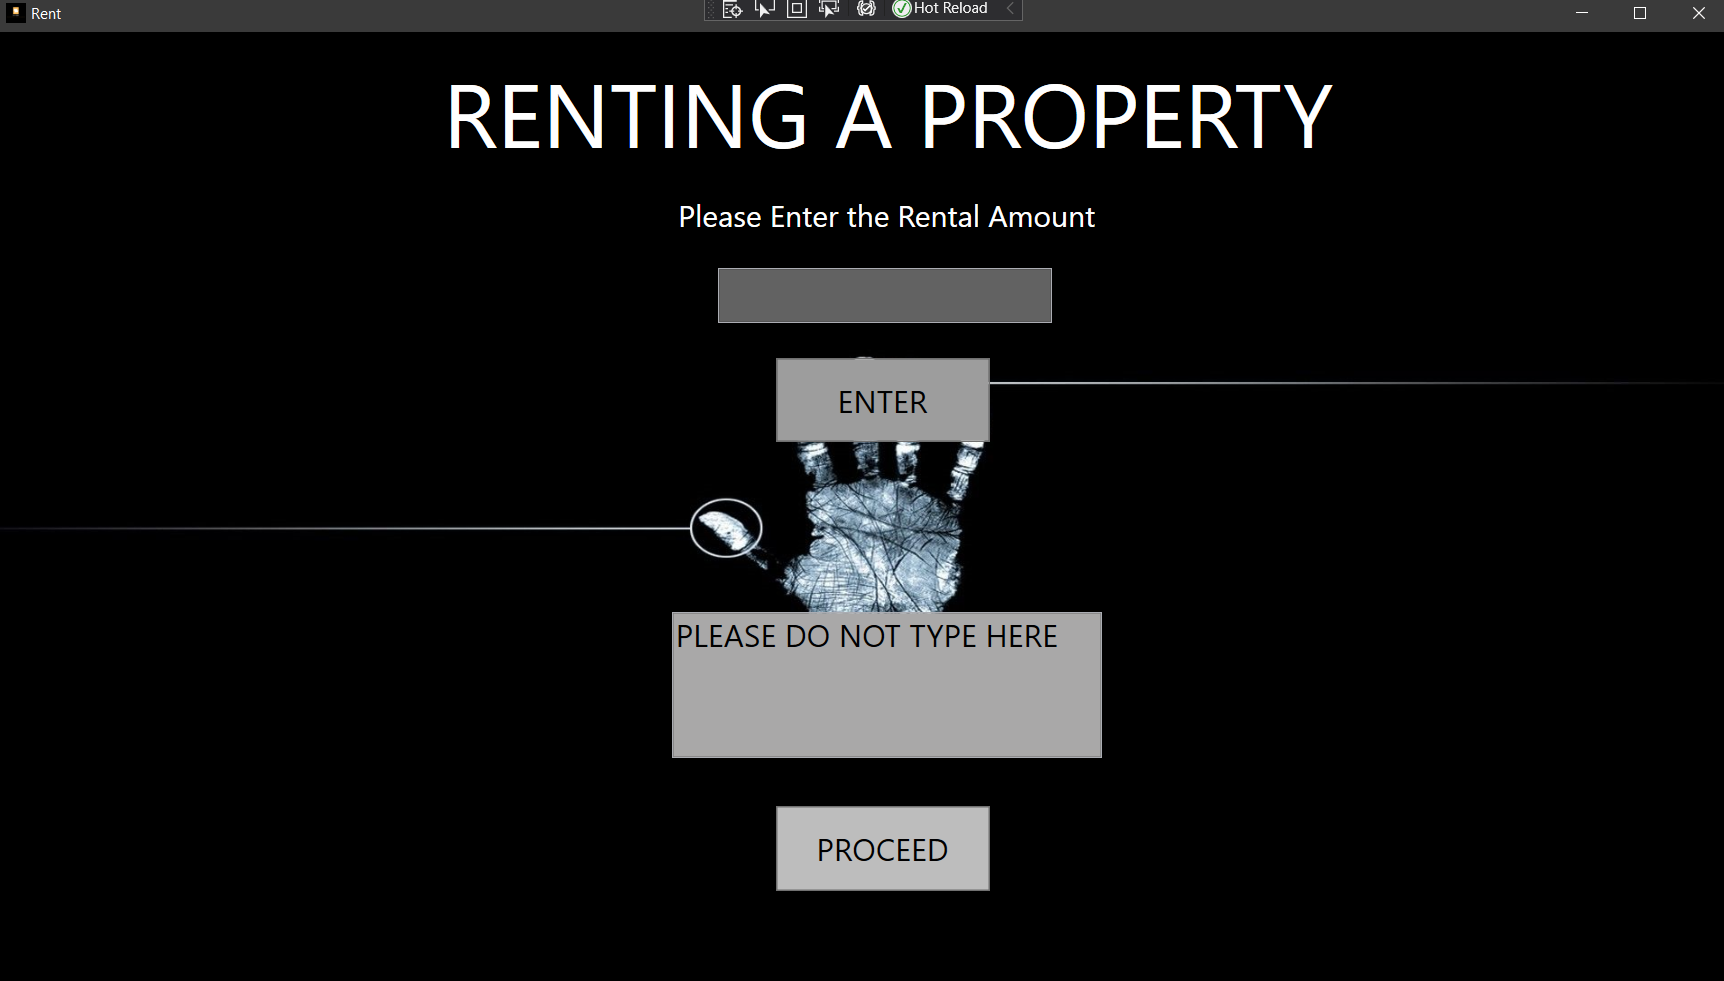 Rent
Hot Reload
RENTING A PROPERTY
Please Enter the Rental Amount
ENTER
PLEASE DO NOT TYPE HERE
PROCEED